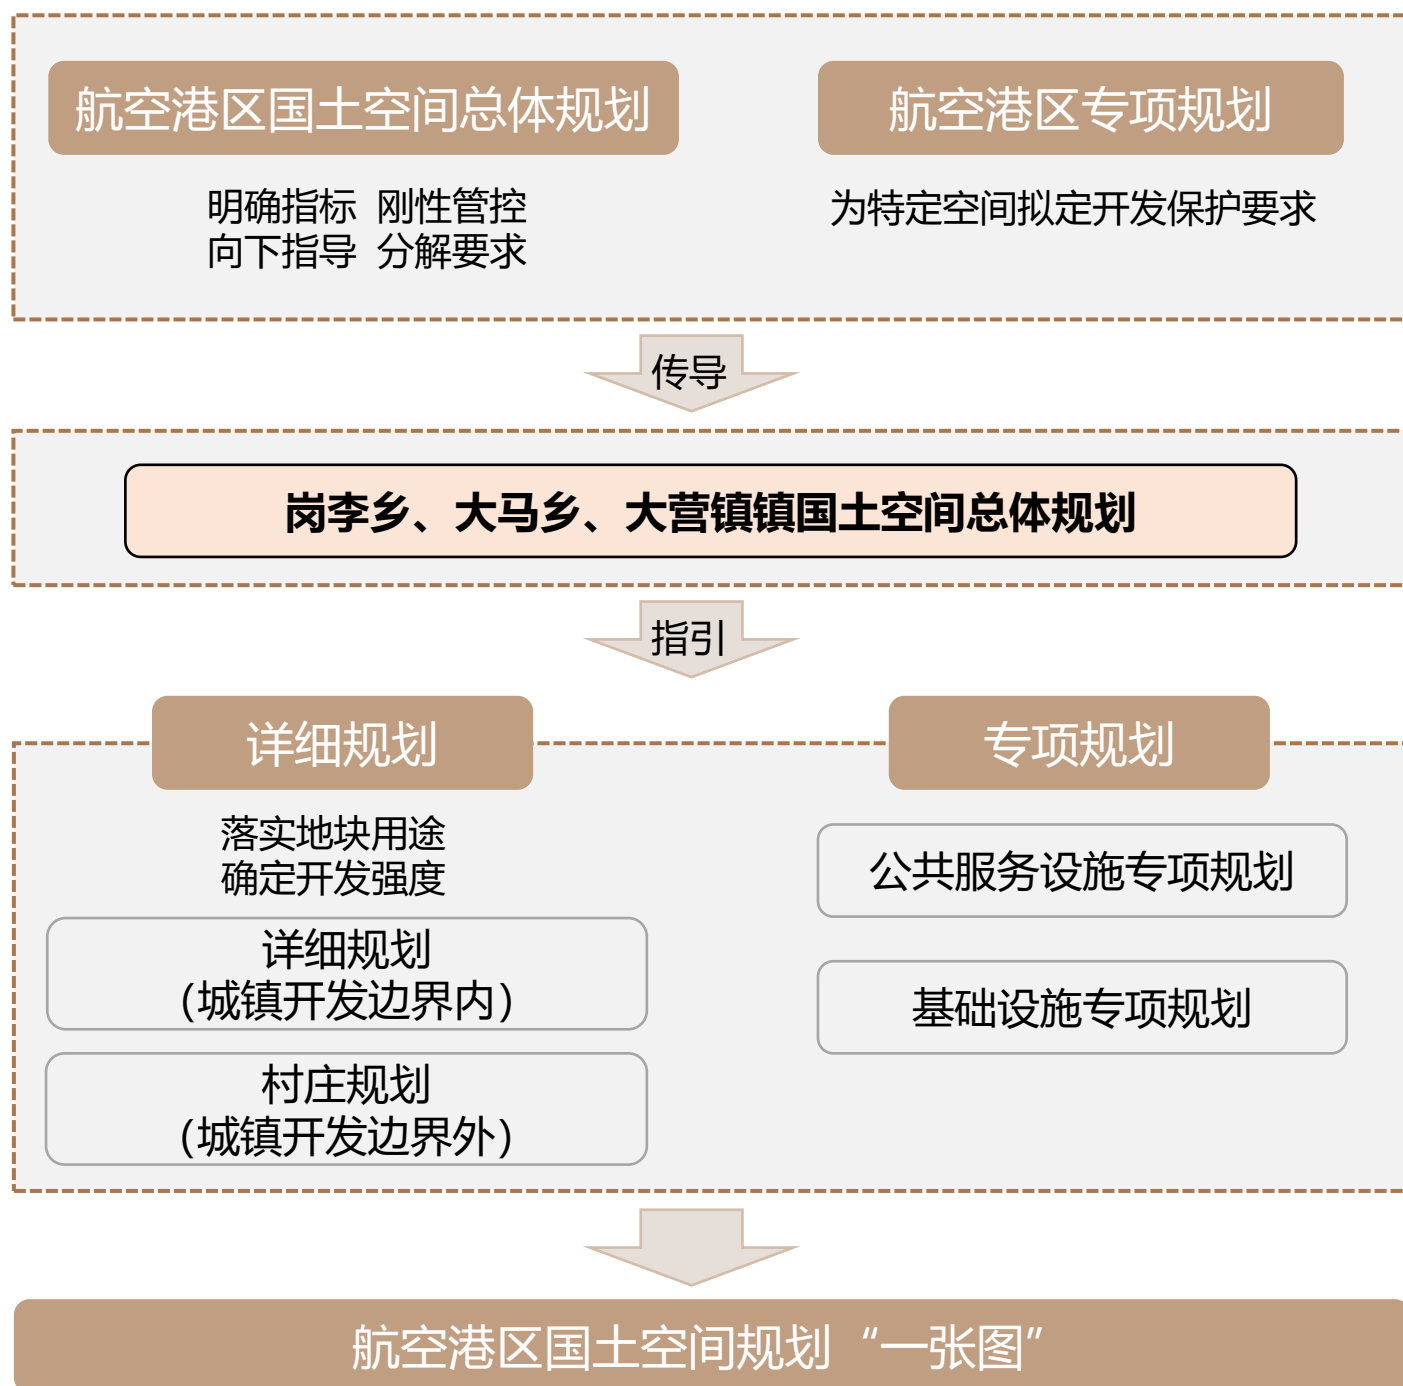 航空港区国土空间总体规划
航空港区专项规划
明确指标 刚性管控
向下指导 分解要求
为特定空间拟定开发保护要求
传导
岗李乡、大马乡、大营镇镇国土空间总体规划
指引
详细规划
专项规划
落实地块用途
确定开发强度
详细规划
(城镇开发边界内)
村庄规划
(城镇开发边界外)
公共服务设施专项规划
基础设施专项规划
航空港区国土空间规划“一张图”